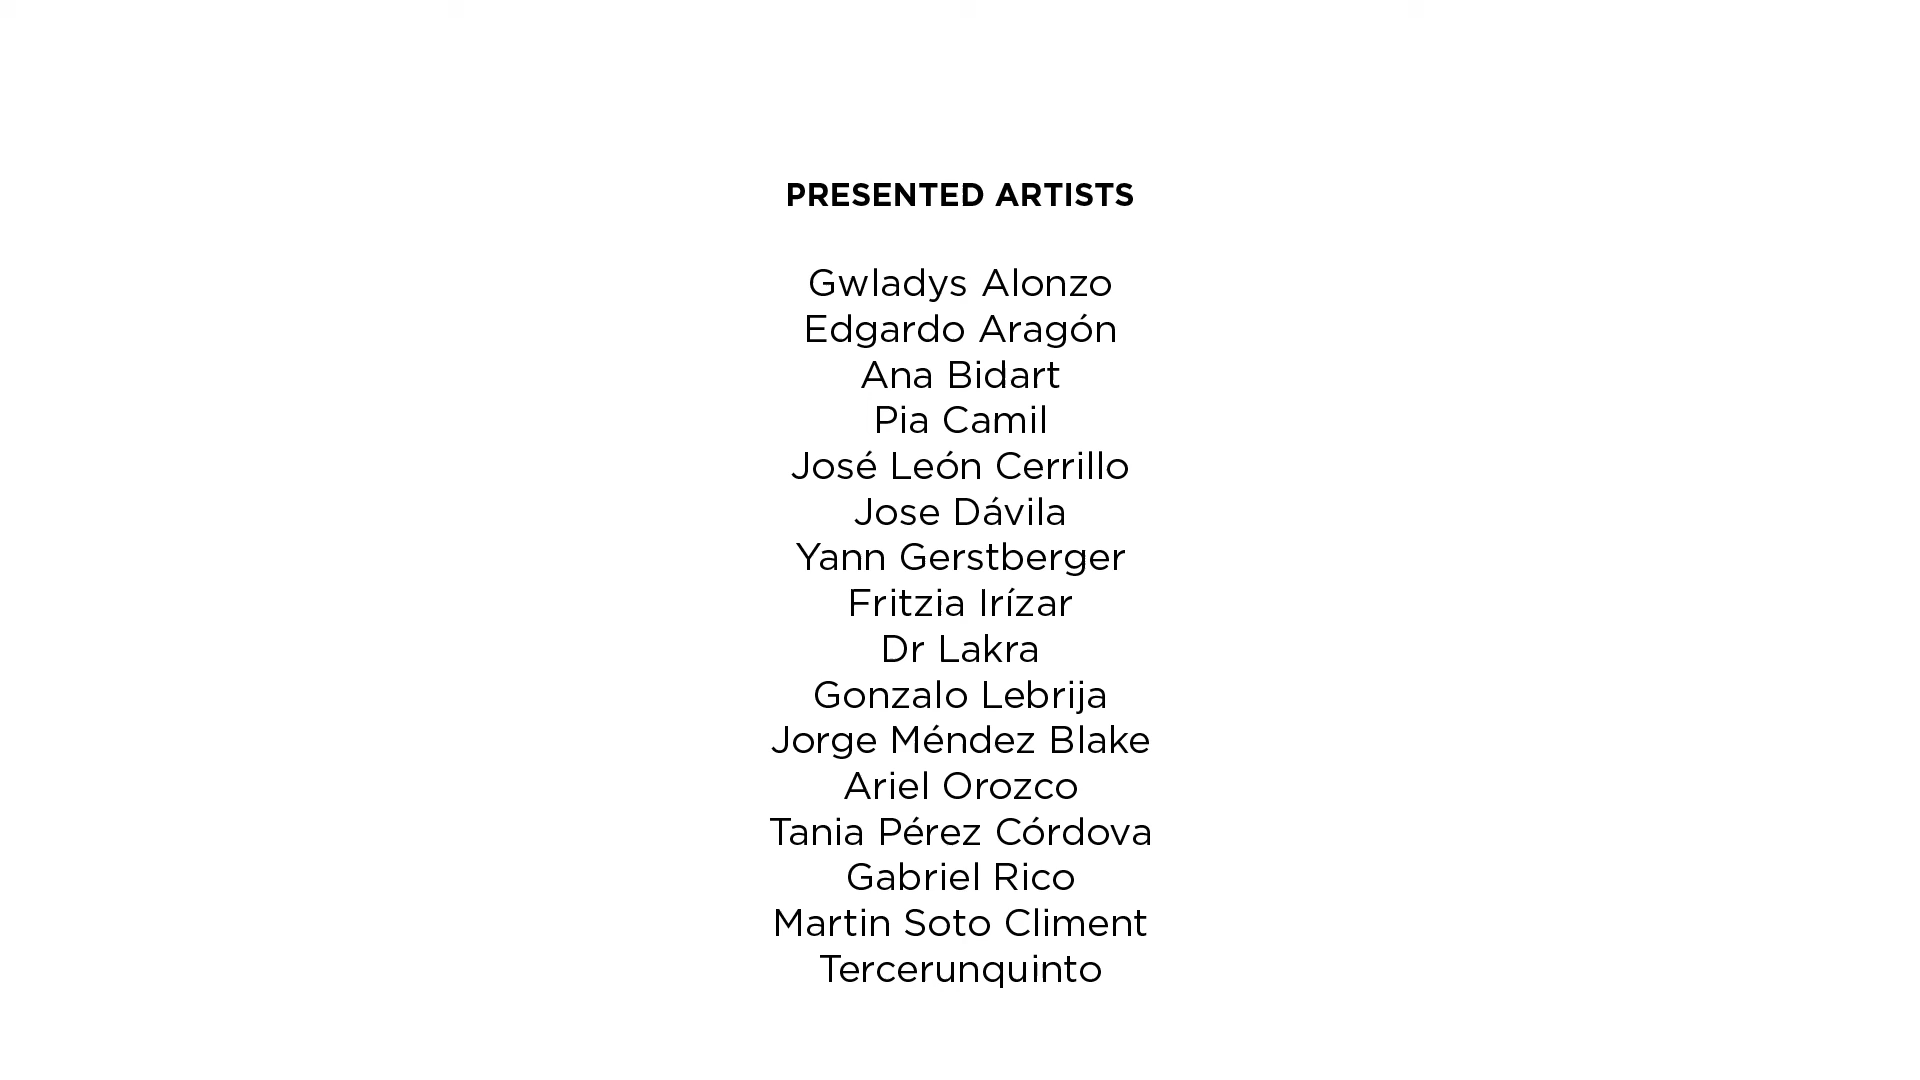 PRESENTED ARTISTS
Gwladys Alonzo
Edgardo Aragón
Ana Bidart
Pia Camil
José León Cerrillo
Jose Dávila
Yann Gerstberger
Fritzia Irízar
Dr Lakra
Gonzalo Lebrija
Jorge Méndez Blake
Ariel Orozco
Tania Pérez Córdova
Gabriel Rico
Martin Soto Climent
Tercerunquinto